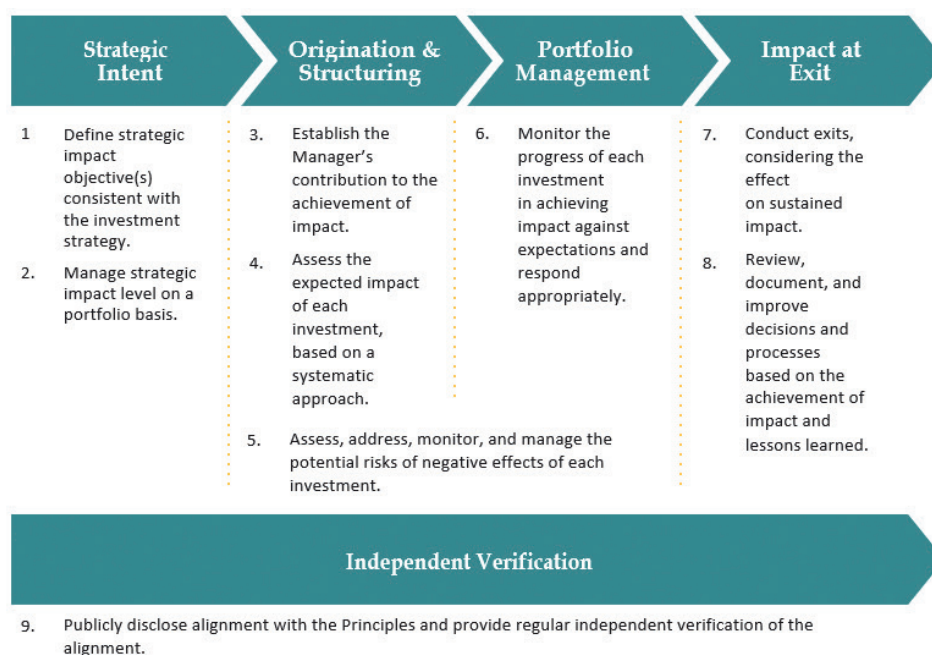 Strategic
Intent
Origination &
Structuring
Portfolio
Management
Impact at
Exit
1 Define strategic
impact
objective(s)
consistent with
the investment
strategy.
2. Manage strategic
impact level on a
portfolio basis.
3. Establish the
Manager's
contribution to the
achievement of
impact.
4. Assess the
expected impact
of each
investment,
based on a
systematic
approach.
5. Assess, address, monitor, and manage the
potential risks of negative effects of each
investment.
6. Monitor the
progress of each
investment
in achieving
impact against
expectations and
respond
appropriately.
7. Conduct exits,
considering the
effect
on sustained
impact.
8. Review,
document, and
improve
decisions and
processes
based on the
achievement of
impact and
lessons learned.
Independent Verification
9. Publicly disclose alignment with the Principles and provide regular independent verification of the
alignment.